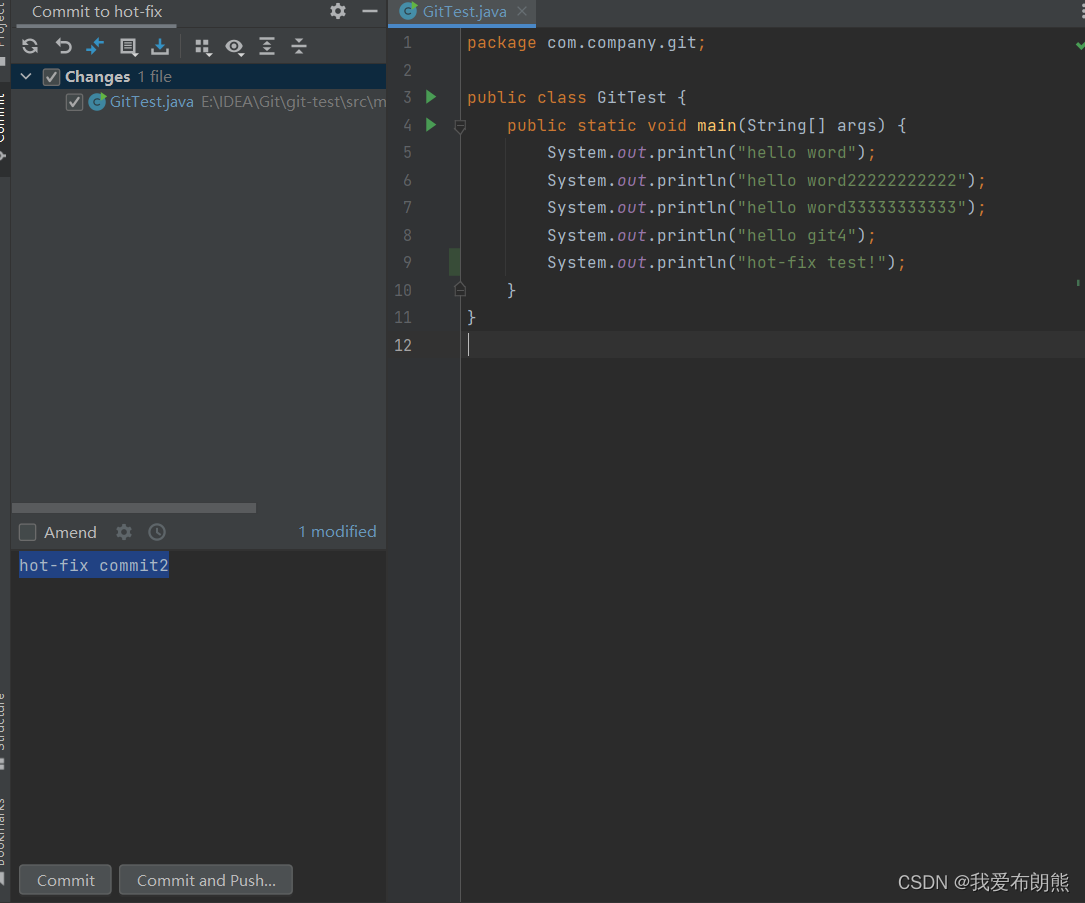 Commit to hot-fix
Changes 1 file
GitTest.java E:\IDEA\Git\git-test\src\m
Amend
1 modified
hot-fix commit2
Commit
Commit and Push...
Structure
Bookmarks
Project
Commit
GitTest.java
1 package com.company.git;
2
3 public class GitTest {
4 public static void main(String[] args) {
5 System.out.println("hello word");
6 System.out.println("hello word22222222222");
7 System.out.println("hello word33333333333");
8 System.out.println("hello git4");
9 System.out.println("hot-fix test!");
10 }
11 }
12
CSDN @我爱布朗熊